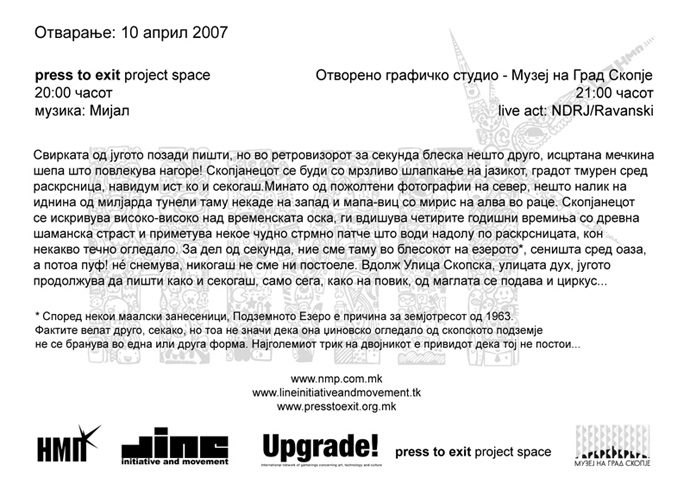 Отварање: 10 април 2007
press to exit project space
20:00 часот
музика: Мијал
Отворено графичко студио - Музеј на Град Скопје
21:00 часот
live act: NDRJ/Ravanski
Свирката од југото позади пишти, но во ретровизорот за секунда блеска нешто друго, исцртана мечкина
шепа што повлекува нагоре! Скопјанецот се буди со мрзливо шлапкање на јазикот, градот тмурен сред
раскрсница, навидум ист ко и секогаш.Минато од пожолтени фотографии на север, нешто налик на
иднина од милјарда тунели таму некаде на запад и мапа-виц со мирис на алва во раце. Скопјанецот
се искривува високо-високо над временската оска, ги вдишува четирите годишни времиња со древна
шаманска страст и приметува некое чудно стрмно патче што води надолу по раскрсницата, кон
некакво течно огледало. За дел од секунда, ние сме таму во блесокот на езерото*, сеништа сред оаза,
а потоа пуф! нé снемува, никогаш не сме ни постоеле. Вдолж Улица Скопска, улицата дух, југото
продолжува да пишти како и секогаш, само сега, како на повик, од маглата се подава и циркус...
* Според некои маалски занесеници, Подземното Езеро е причина за земјотресот од 1963.
Фактите велат друго, секако, но тоа не значи дека она џиновско огледало од скопското подземје
не се бранува во една или друга форма. Најголемиот трик на двојникот е привидот дека тој не постои...
www.nmp.com.mk
www.lineinitiativeandmovement.tk
www.presstoexit.org.mk
НМП
line
initiative and movement
Upgrade!
international network of gatherings concerning art, technology and culture
press to exit project space
МУЗЕЈ НА ГРАД СКОПЈЕ